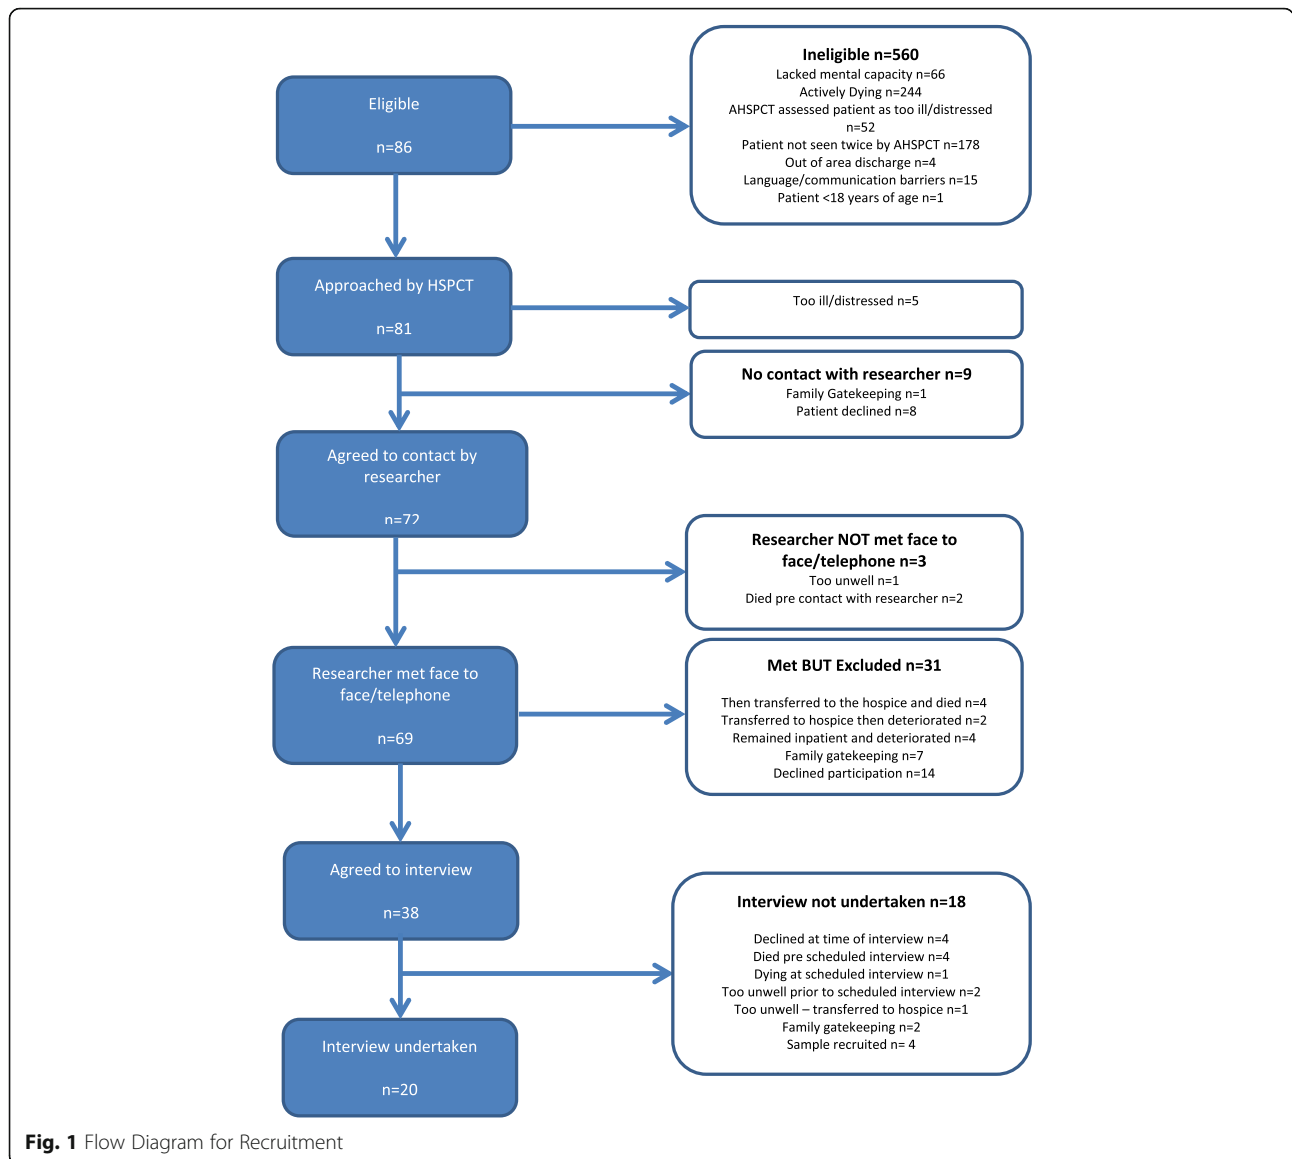 Eligible
n=86
Ineligible n=560
Lacked mental capacity n=66
Actively Dying n=244
AHSPCT assessed patient as too ill/distressed
n=52
Patient not seen twice by AHSPCT n=178
Out of area discharge n=4
Language/communication barriers n=15
Patient <18 years of age n=1
Approached by HSPCT
n=81
Too ill/distressed n=5
No contact with researcher n=9
Family Gatekeeping n=1
Patient declined n=8
Agreed to contact by
researcher
n=72
Researcher NOT met face to
face/telephone n=3
Too unwell n=1
Died pre contact with researcher n=2
Researcher met face to
face/telephone
n=69
Met BUT Excluded n=31
Then transferred to the hospice and died n=4
Transferred to hospice then deteriorated n=2
Remained inpatient and deteriorated n=4
Family gatekeeping n=7
Declined participation n=14
Agreed to interview
n=38
Interview not undertaken n=18
Declined at time of interview n=4
Died pre scheduled interview n=4
Dying at scheduled interview n=1
Too unwell prior to scheduled interview n=2
Too unwell – transferred to hospice n=1
Family gatekeeping n=2
Sample recruited n= 4
Interview undertaken
n=20
Fig. 1 Flow Diagram for Recruitment